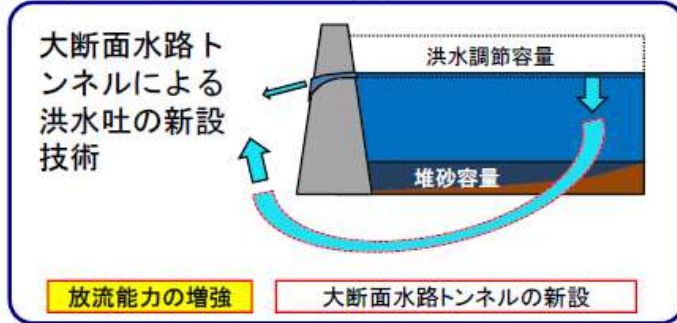 大断面水路ト
ンネルによる
洪水吐の新設
技術
洪水調節容量
堆砂容量
放流能力の増強
大断面水路トンネルの新設